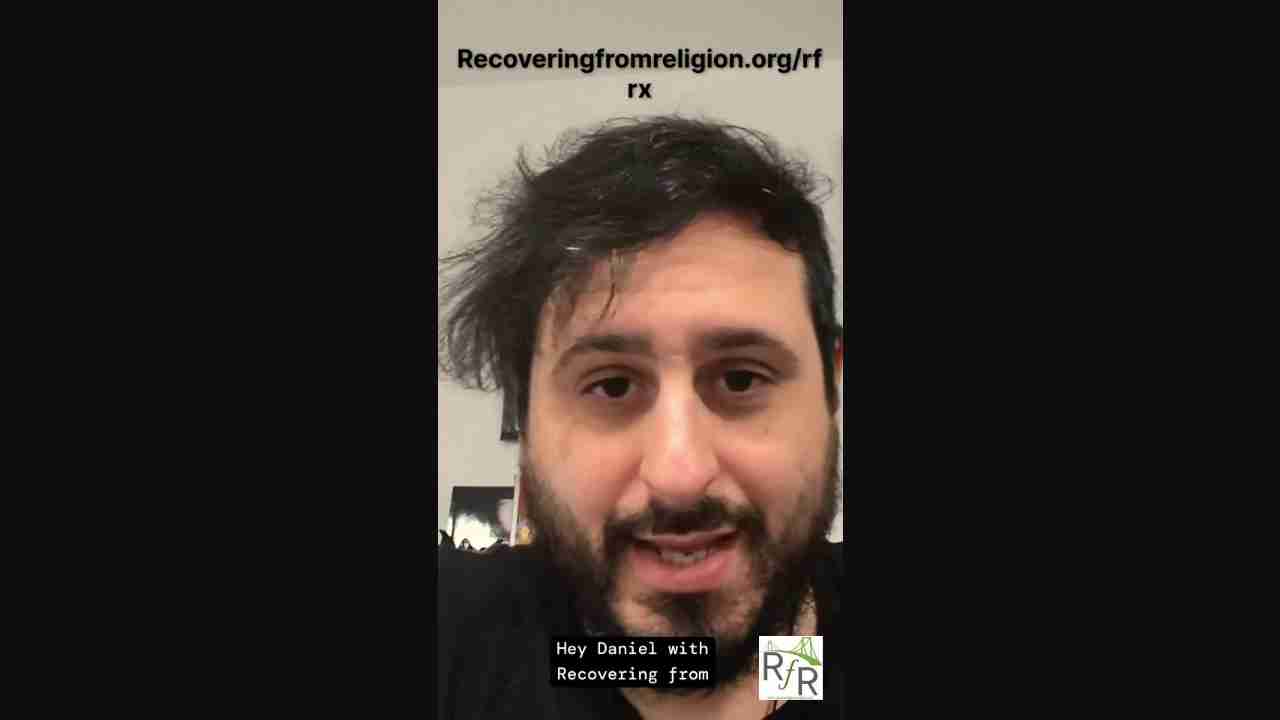 Recoveringfromreligion.org/rf
rx
Hey Daniel with
Recovering from
RfR